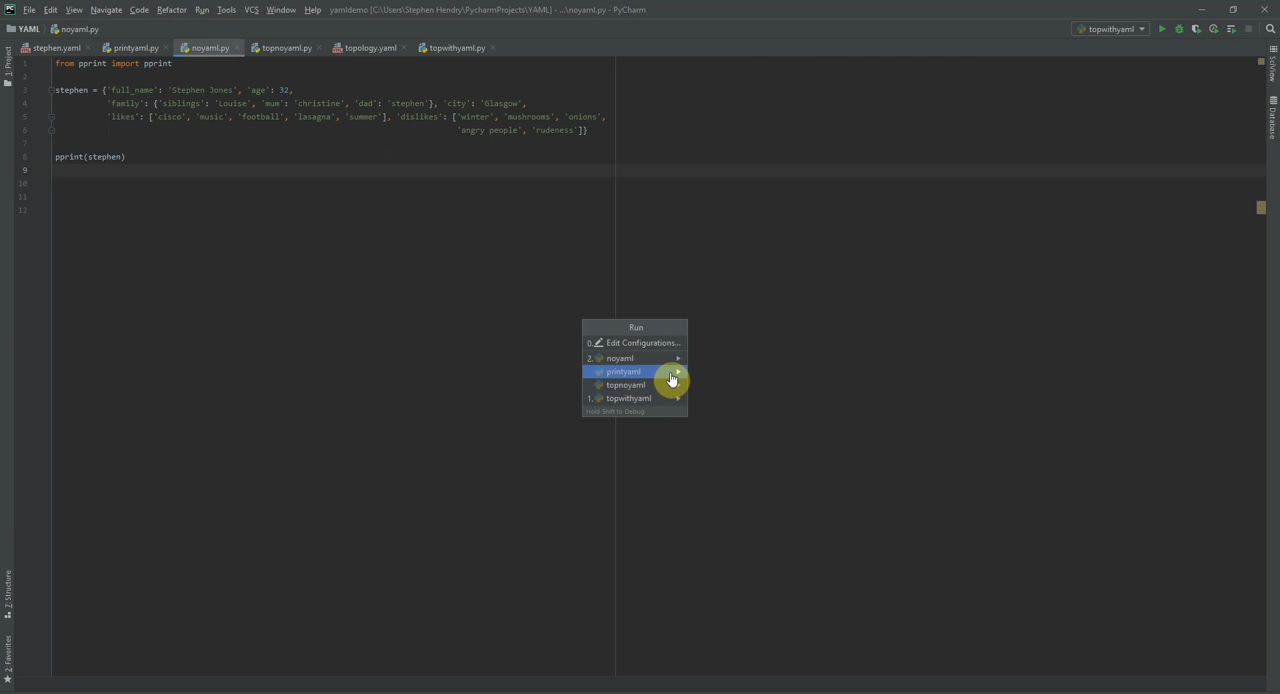 PC File Edit View Navigate Code Refactor Run Tools VCS Window Help yamldemo [C:\Users\Stephen Hendry\PycharmProjects\YAML] - ...\noyaml.py - PyCharm
YAML noyaml.py topwithyaml
stephen.yaml printyaml.py noyaml.py topnoyaml.py topology.yaml topwithyaml.py
1 from pprint import pprint
2
3 stephen = {'full_name': 'Stephen Jones', 'age': 32,
4 'family': {'siblings': 'Louise', 'mum': 'christine', 'dad': 'stephen'}, 'city': 'Glasgow',
5 'likes': ['cisco', 'music', 'football', 'lasagna', 'summer'], 'dislikes': ['winter', 'mushrooms', 'onions',
6 'angry people', 'rudeness']}
7
8 pprint(stephen)
9
10
11
12
Run
0. Edit Configurations...
2. noyaml
printyaml
topnoyaml
1. topwithyaml
Hold Shift to Debug
1: Project
7: Structure
2: Favorites
SciView
Database